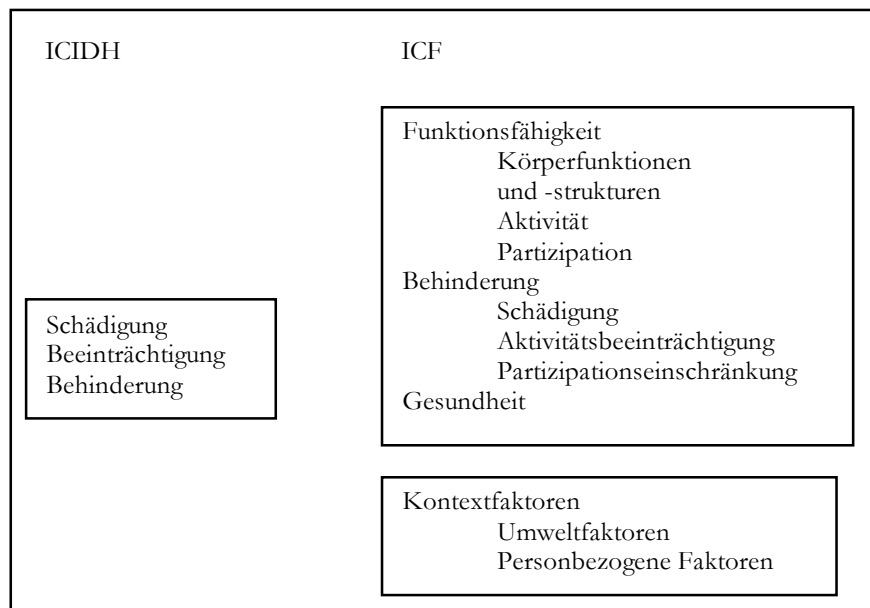 ICIDH
ICF
Funktionsfähigkeit
Körperfunktionen
und -strukturen
Aktivität
Partizipation
Behinderung
Schädigung
Aktivitätsbeeinträchtigung
Partizipationseinschränkung
Gesundheit
Schädigung
Beeinträchtigung
Behinderung
Kontextfaktoren
Umweltfaktoren
Personbezogene Faktoren